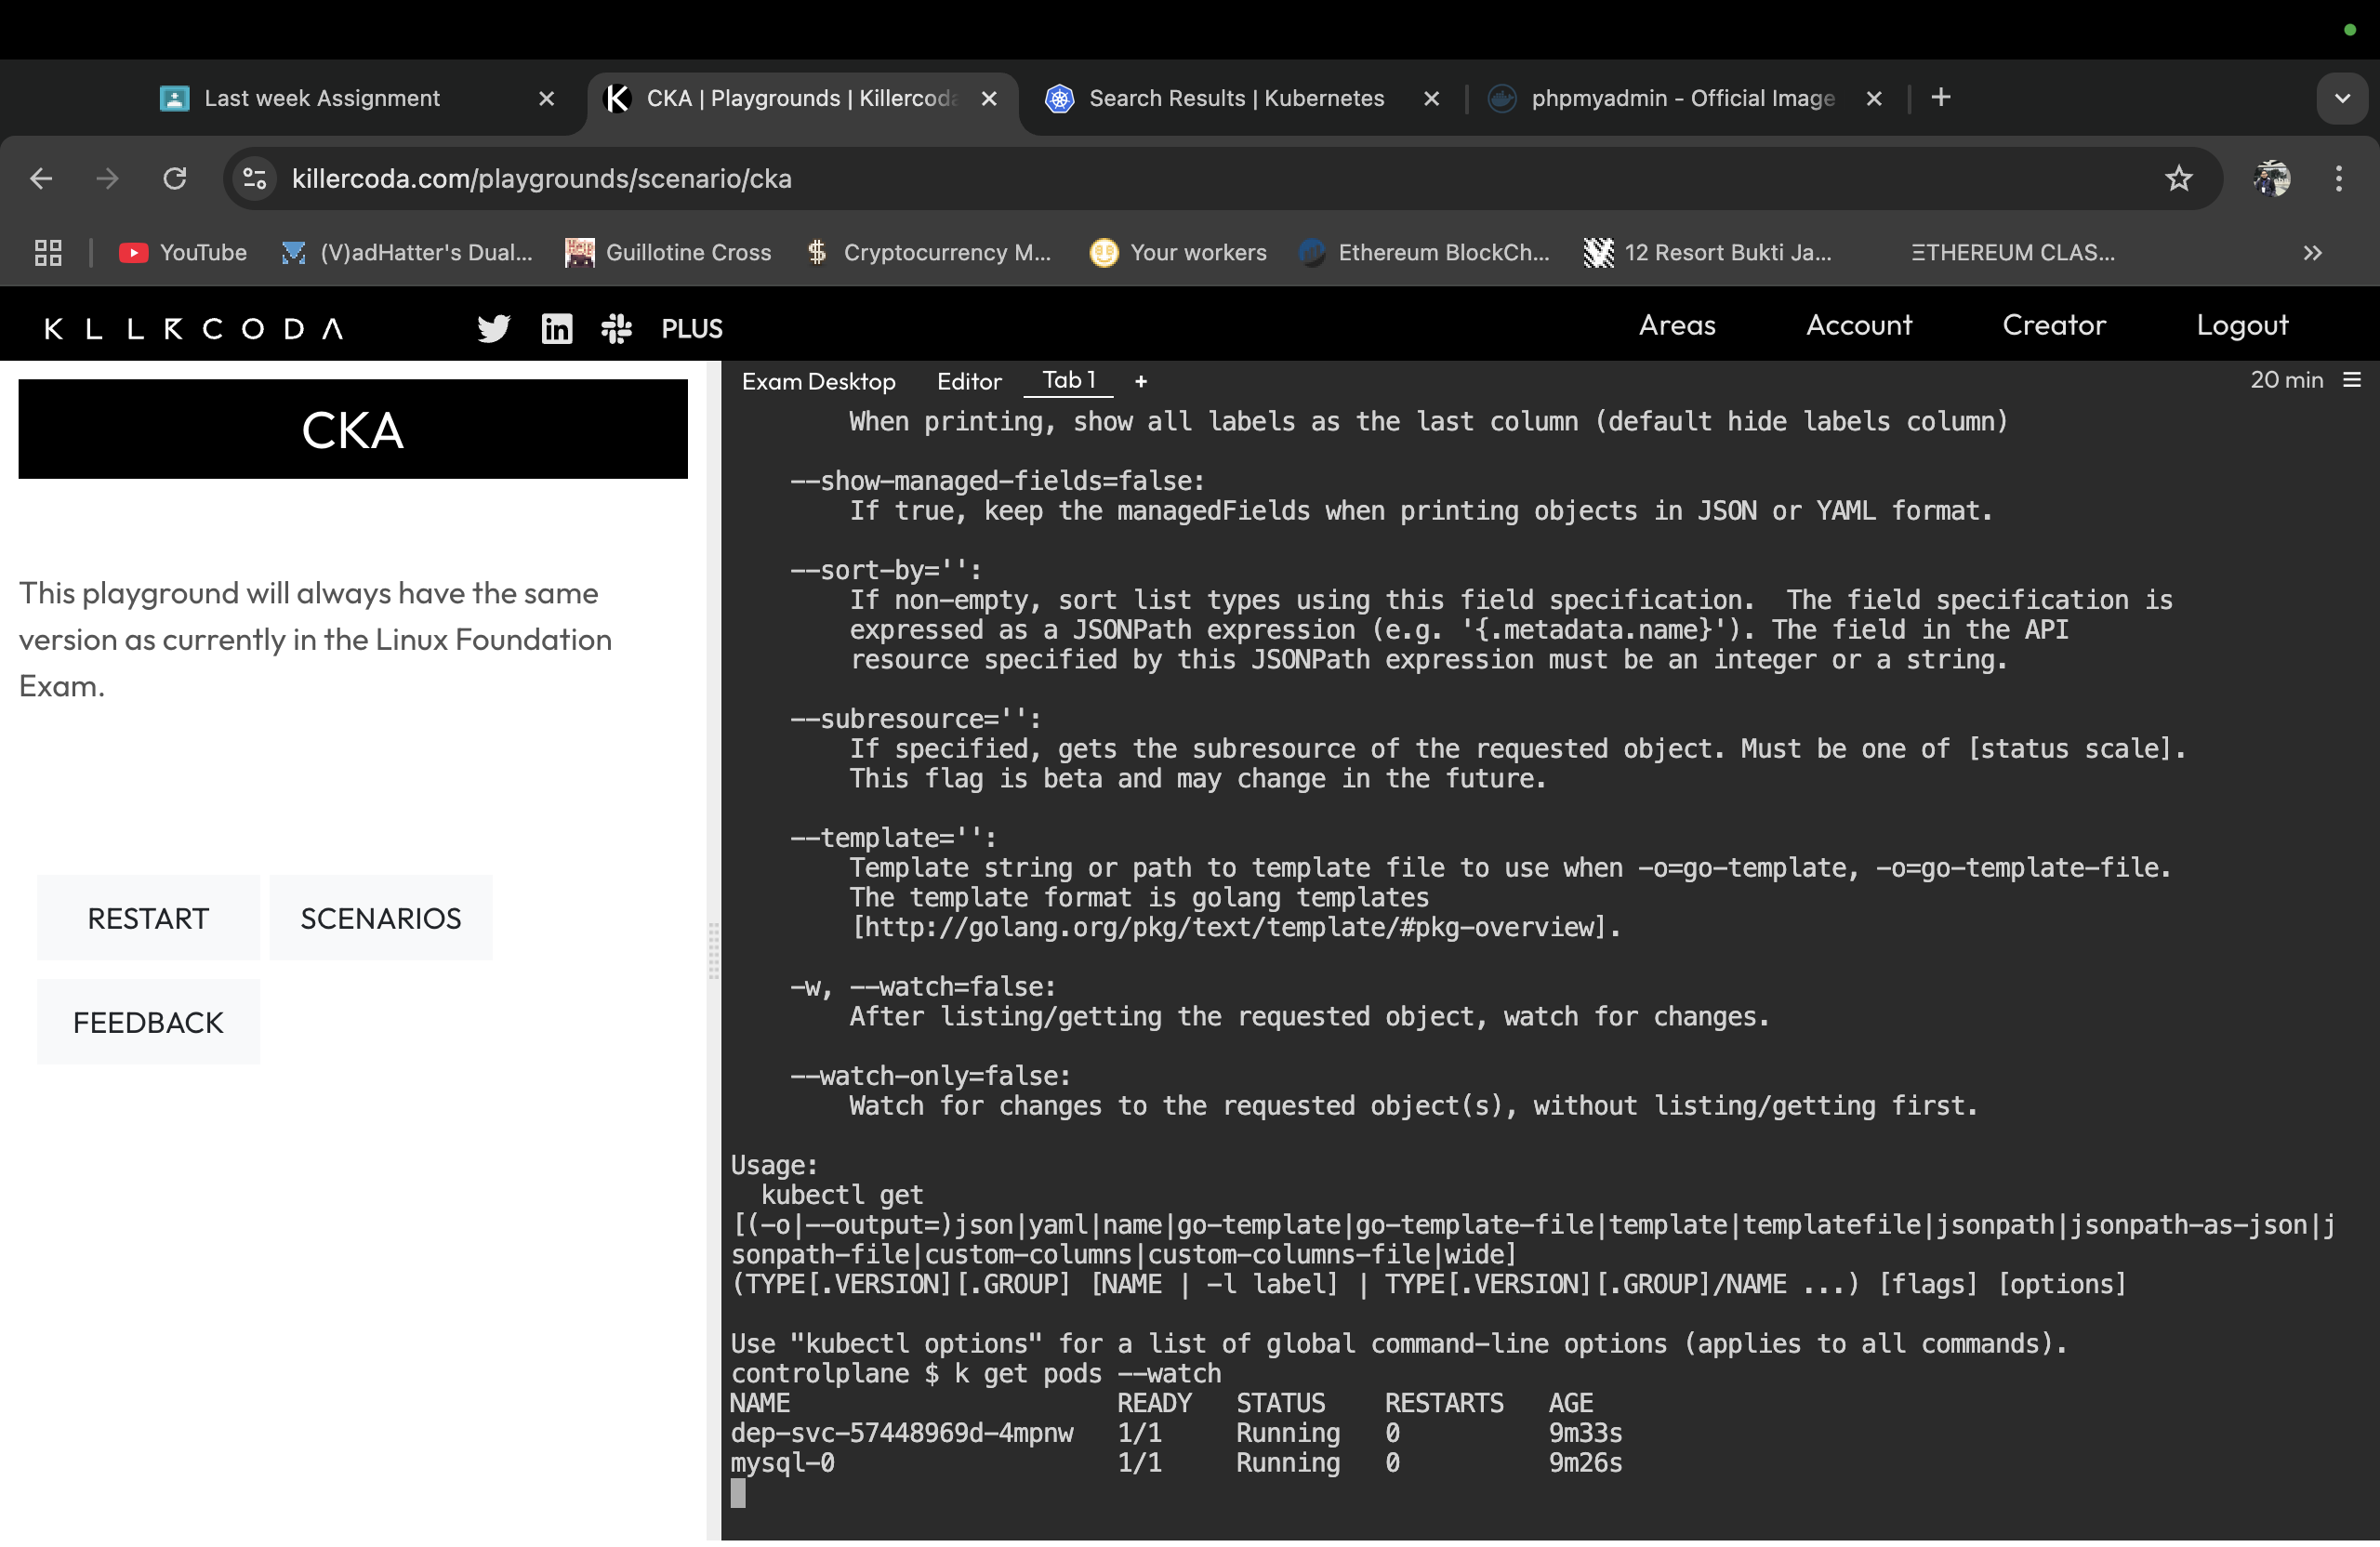 Last week Assignment
CKA | Playgrounds | Killercoda
Search Results | Kubernetes
phpmyadmin - Official Image
killercoda.com/playgrounds/scenario/cka
YouTube
(V)adHatter's Dual...
Guillotine Cross
Cryptocurrency M...
Your workers
Ethereum BlockCh...
12 Resort Bukti Ja...
ΞTHEREUM CLAS...
KLLRCODA
PLUS
Areas
Account
Creator
Logout
CKA
This playground will always have the same
version as currently in the Linux Foundation
Exam.
RESTART
SCENARIOS
FEEDBACK
Exam Desktop
Editor
Tab 1
+
20 min
When printing, show all labels as the last column (default hide labels column)
--show-managed-fields=false:
If true, keep the managedFields when printing objects in JSON or YAML format.
--sort-by='':
If non-empty, sort list types using this field specification.  The field specification is
expressed as a JSONPath expression (e.g. '{.metadata.name}'). The field in the API
resource specified by this JSONPath expression must be an integer or a string.
--subresource='':
If specified, gets the subresource of the requested object. Must be one of [status scale].
This flag is beta and may change in the future.
--template='':
Template string or path to template file to use when -o=go-template, -o=go-template-file.
The template format is golang templates
[http://golang.org/pkg/text/template/#pkg-overview].
-w, --watch=false:
After listing/getting the requested object, watch for changes.
--watch-only=false:
Watch for changes to the requested object(s), without listing/getting first.
Usage:
kubectl get
[(-o|--output=)json|yaml|name|go-template|go-template-file|template|templatefile|jsonpath|jsonpath-as-json|j
sonpath-file|custom-columns|custom-columns-file|wide]
(TYPE[.VERSION][.GROUP] [NAME | -l label] | TYPE[.VERSION][.GROUP]/NAME ...) [flags] [options]
Use "kubectl options" for a list of global command-line options (applies to all commands).
controlplane $ k get pods --watch
NAME READY STATUS RESTARTS AGE
dep-svc-57448969d-4mpnw 1/1 Running 0 9m33s
mysql-0 1/1 Running 0 9m26s